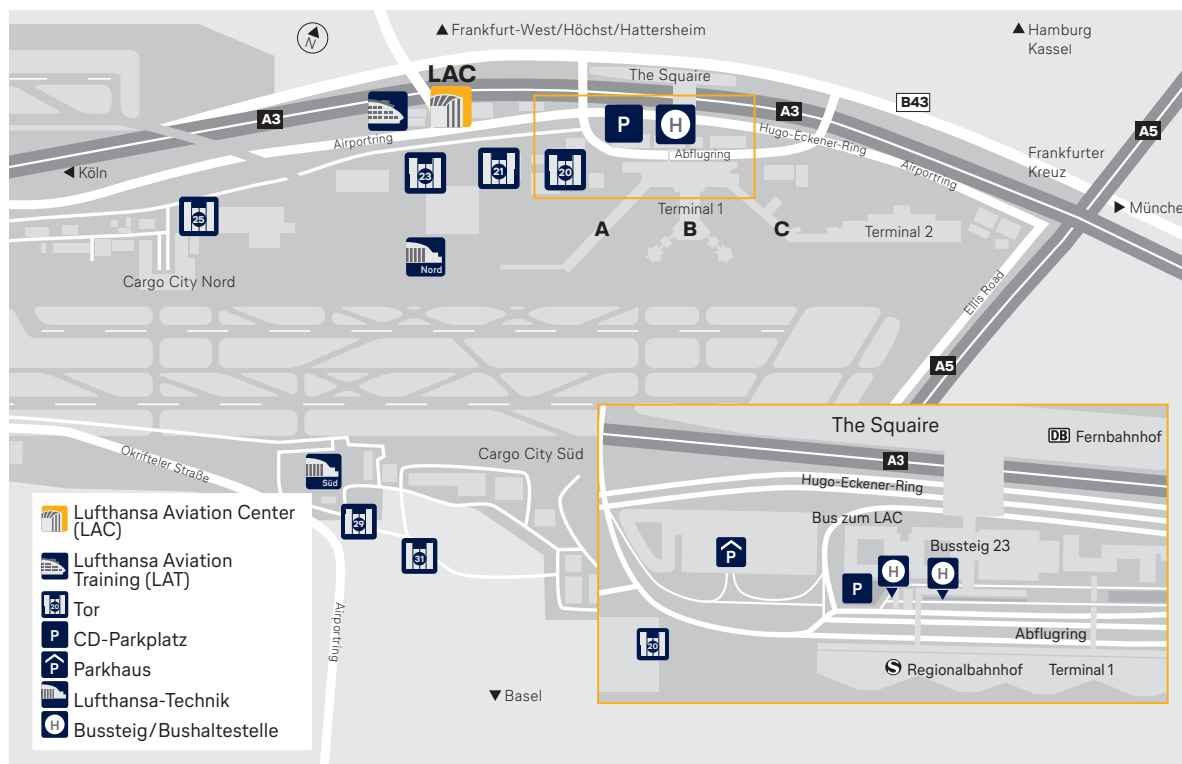 N
Frankfurt-West/Höchst/Hattersheim
Hamburg
Kassel
LAC
The Squaire
A3
A3
B43
A5
P
H
Airportring
Hugo-Eckener-Ring
Abflugring
Airportring
Frankfurter
Kreuz
Köln
Münche
23
21
20
25
Terminal 1
A
B
C
Terminal 2
Nord
Cargo City Nord
Ellis Road
A5
Okrifteler Straße
Cargo City Süd
Süd
29
31
Airportring
Basel
Lufthansa Aviation Center
(LAC)
Lufthansa Aviation
Training (LAT)
20
Tor
P
CD-Parkplatz
P
Parkhaus
Lufthansa-Technik
H
Bussteig/Bushaltestelle
The Squaire
DB Fernbahnhof
A3
Hugo-Eckener-Ring
Bus zum LAC
Bussteig 23
P
H
H
P
20
Abflugring
S Regionalbahnhof
Terminal 1